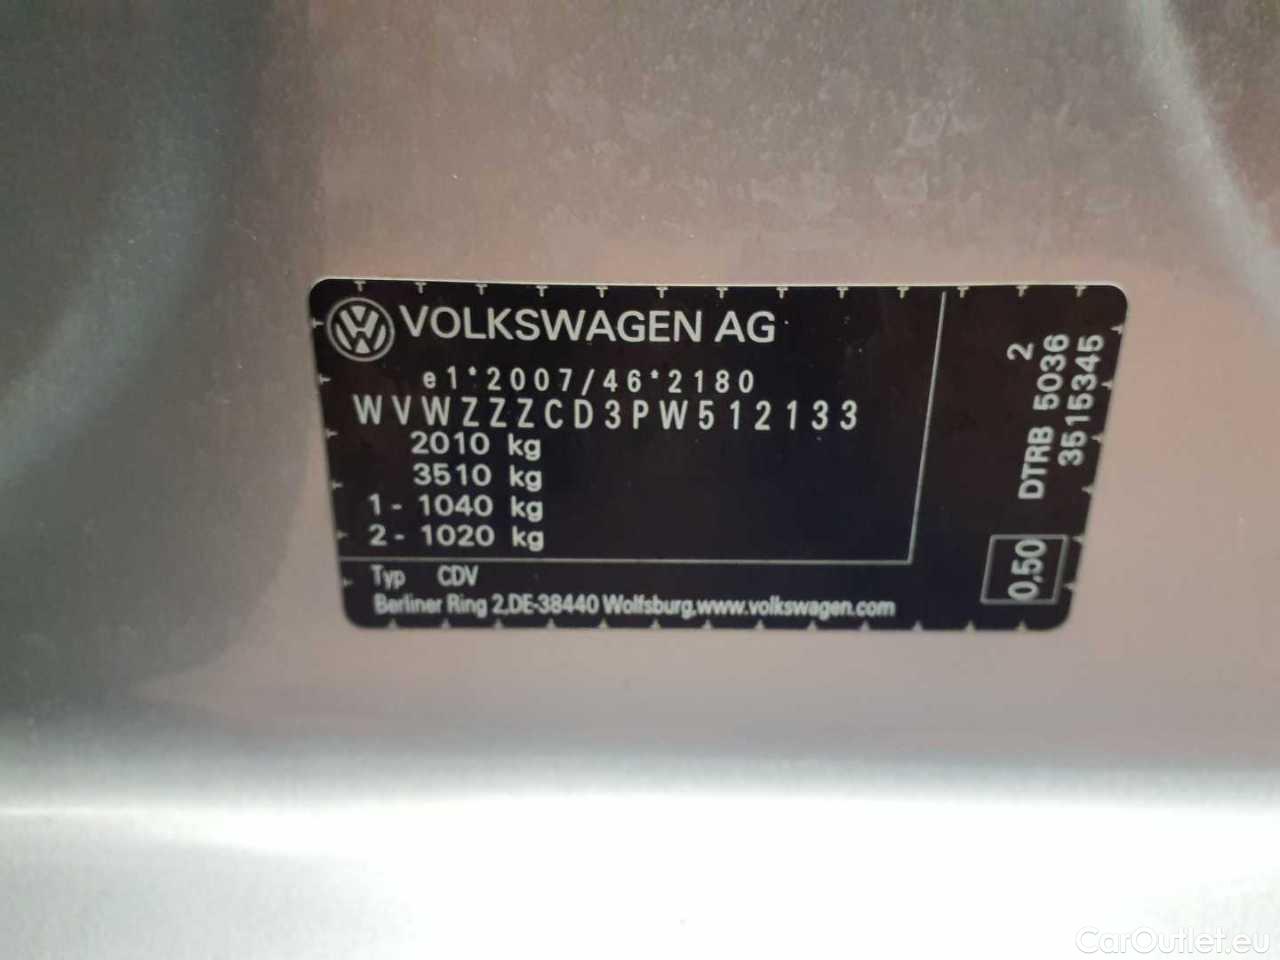 VOLKSWAGEN AG
e1*2007/46*2180
WVWZZZCD3PW512133
2010 kg
3510 kg
1 - 1040 kg
2 - 1020 kg
Typ CDV
Berliner Ring 2,DE-38440 Wolfsburg,www.volkswagen.com
2
DTRB 5036
3515345
0,50
CarOutlet.eu